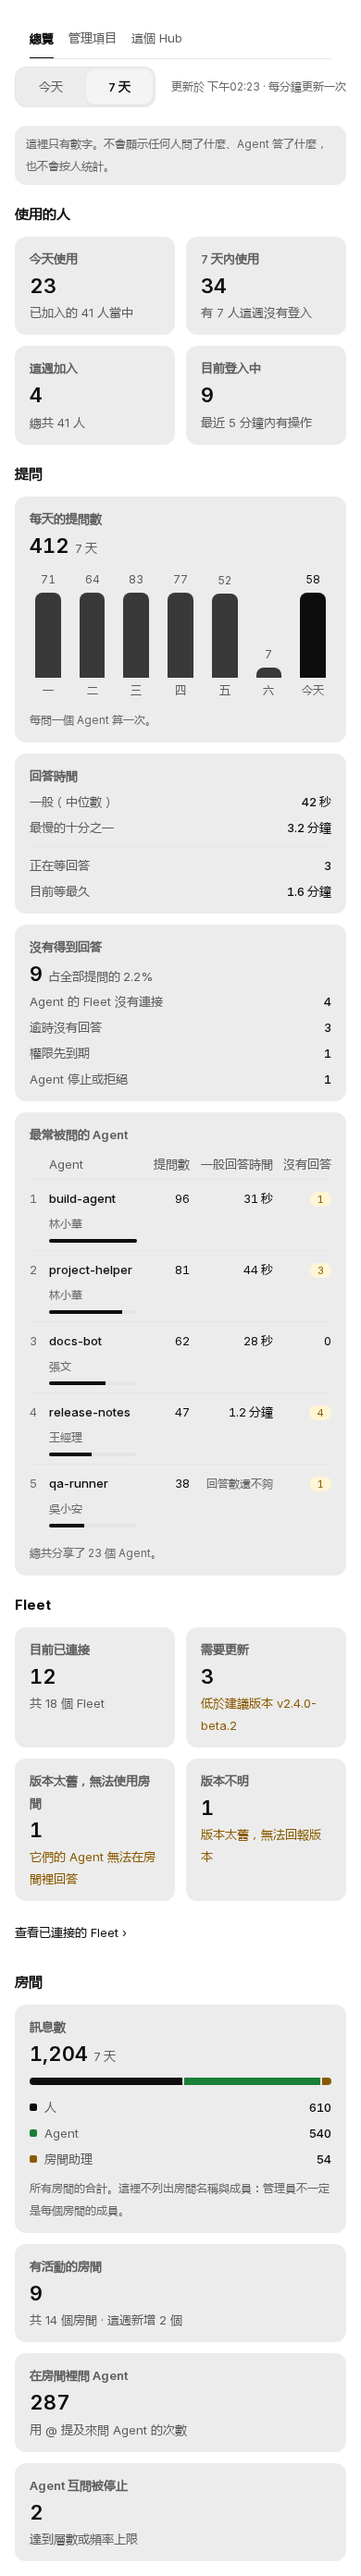 總覽 管理項目 這個 Hub
今天 7 天 更新於 下午02:23 · 每分鐘更新一次
這裡只有數字。不會顯示任何人問了什麼、Agent 答了什麼，
也不會按人統計。
使用的人
今天使用
23
已加入的 41 人當中
7 天內使用
34
有 7 人這週沒有登入
這週加入
4
總共 41 人
目前登入中
9
最近 5 分鐘內有操作
提問
每天的提問數
412 7 天
71 64 83 77 52 7 58
一 二 三 四 五 六 今天
每問一個 Agent 算一次。
回答時間
一般（中位數） 42 秒
最慢的十分之一 3.2 分鐘
正在等回答 3
目前等最久 1.6 分鐘
沒有得到回答
9 占全部提問的 2.2%
Agent 的 Fleet 沒有連接 4
逾時沒有回答 3
權限先到期 1
Agent 停止或拒絕 1
最常被問的 Agent
Agent 提問數 一般回答時間 沒有回答
1 build-agent 96 31 秒 1
林小華
2 project-helper 81 44 秒 3
林小華
3 docs-bot 62 28 秒 0
張文
4 release-notes 47 1.2 分鐘 4
王經理
5 qa-runner 38 回答數還不夠 1
吳小安
總共分享了 23 個 Agent。
Fleet
目前已連接
12
共 18 個 Fleet
需要更新
3
低於建議版本 v2.4.0-
beta.2
版本太舊，無法使用房
間
1
它們的 Agent 無法在房
間裡回答
版本不明
1
版本太舊，無法回報版
本
查看已連接的 Fleet ›
房間
訊息數
1,204 7 天
人 610
Agent 540
房間助理 54
所有房間的合計。這裡不列出房間名稱與成員：管理員不一定
是每個房間的成員。
有活動的房間
9
共 14 個房間 · 這週新增 2 個
在房間裡問 Agent
287
用 @ 提及來問 Agent 的次數
Agent 互問被停止
2
達到層數或頻率上限